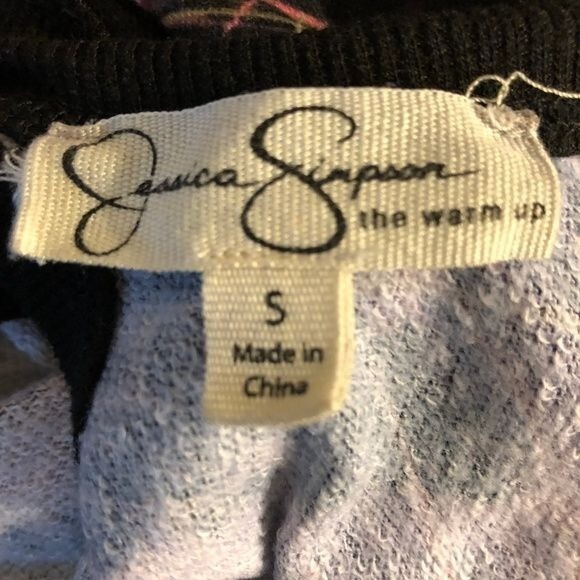 Jessica Simpson
the warm up
S
Made in
China